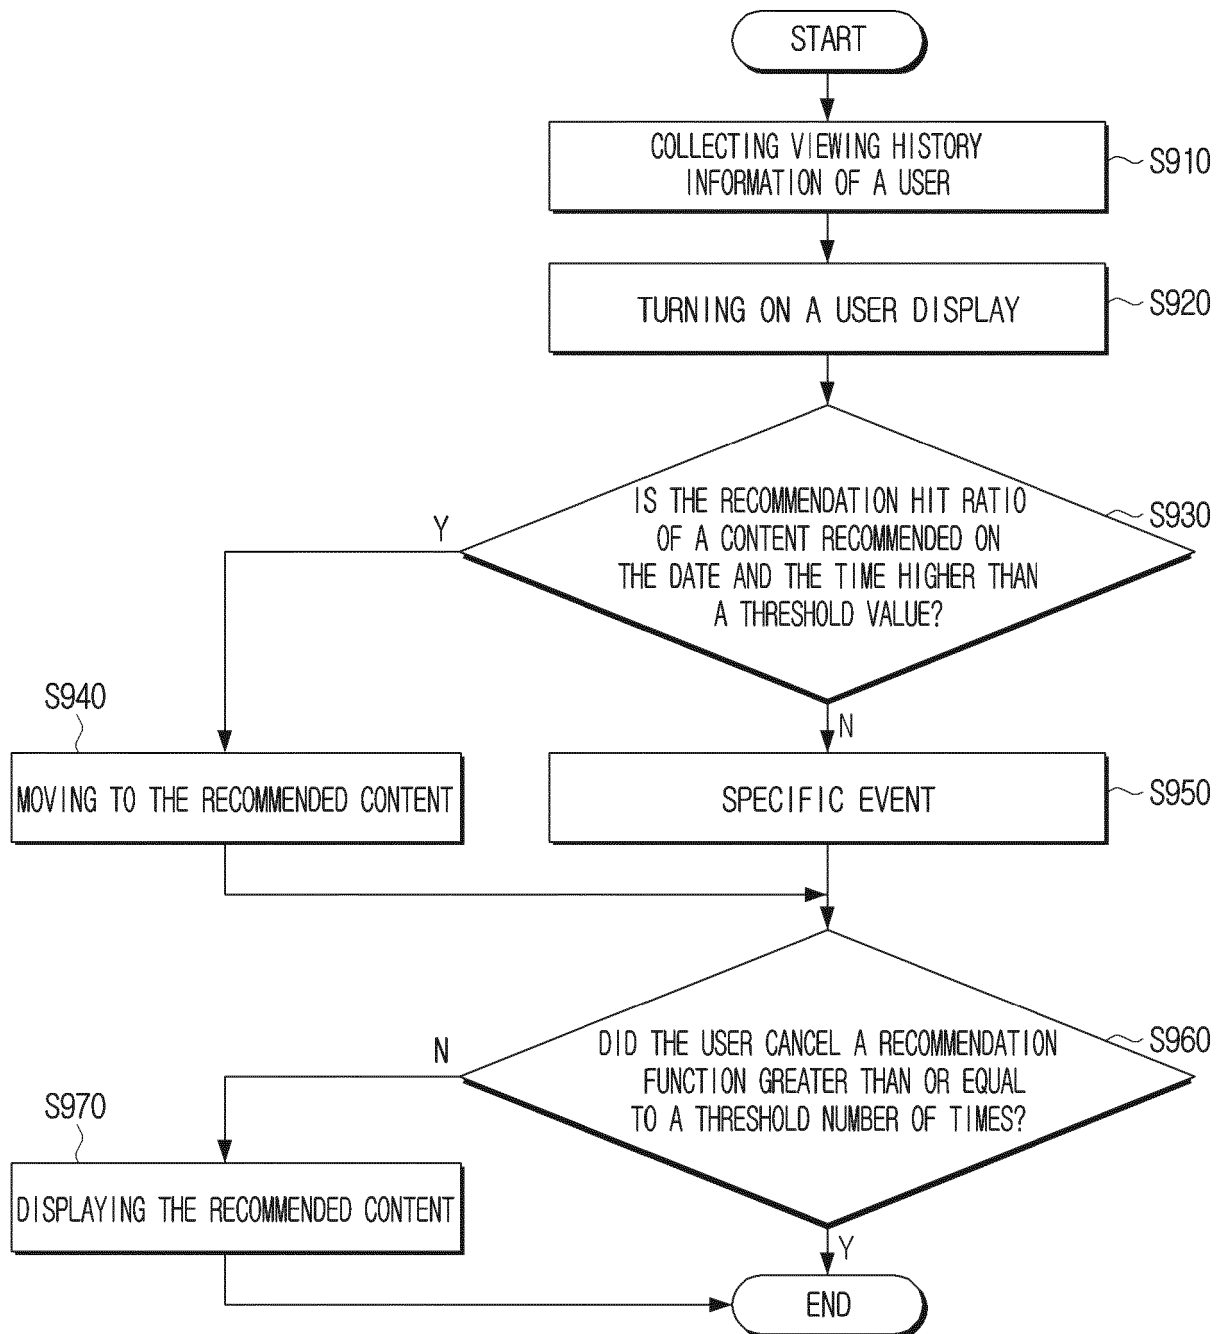 START
COLLECTING VIEWING HISTORY
INFORMATION OF A USER
S910
TURNING ON A USER DISPLAY
S920
IS THE RECOMMENDATION HIT RATIO
OF A CONTENT RECOMMENDED ON
THE DATE AND THE TIME HIGHER THAN
A THRESHOLD VALUE?
S930
Y
N
S940
MOVING TO THE RECOMMENDED CONTENT
SPECIFIC EVENT
S950
DID THE USER CANCEL A RECOMMENDATION
FUNCTION GREATER THAN OR EQUAL
TO A THRESHOLD NUMBER OF TIMES?
S960
N
S970
DISPLAYING THE RECOMMENDED CONTENT
Y
END